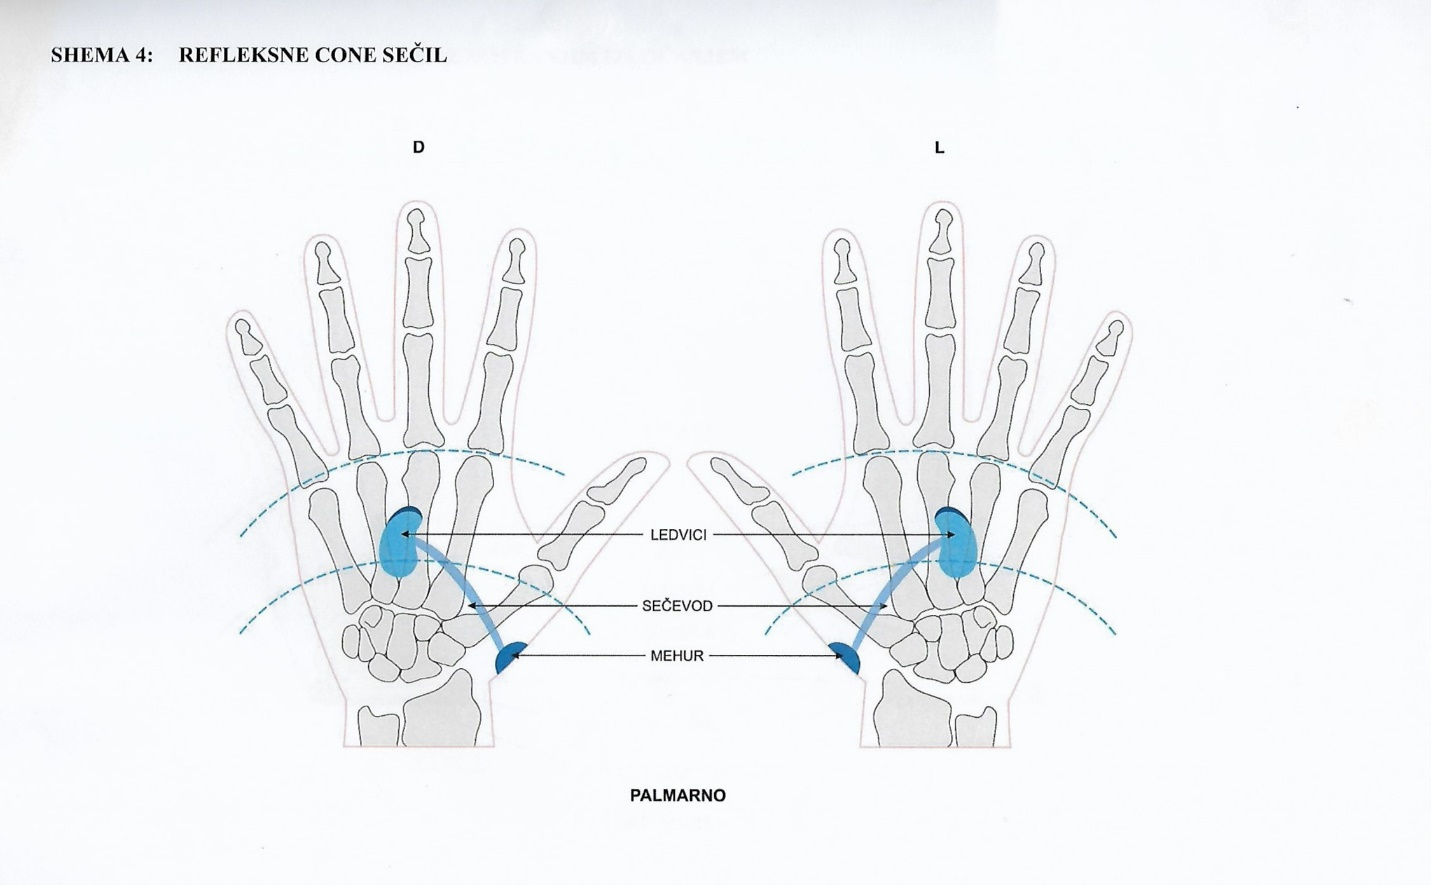 SHEMA 4: REFLEKSNE CONE SEČIL
D
L
LEDVICI
SEČEVOD
MEHUR
PALMARNO